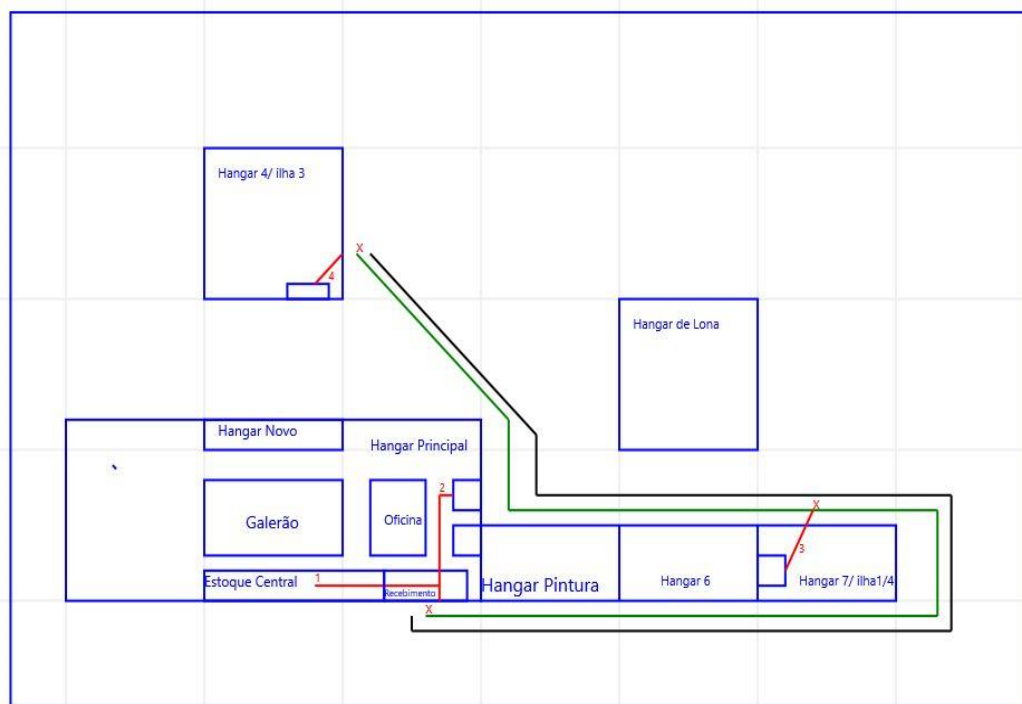 Hangar 4/ ilha 3
X
4
Hangar de Lona
Hangar Novo
Hangar Principal
2
X
Galerão
Oficina
3
Estoque Central
1
Recebimento
Hangar Pintura
Hangar 6
Hangar 7/ ilha1/4
X